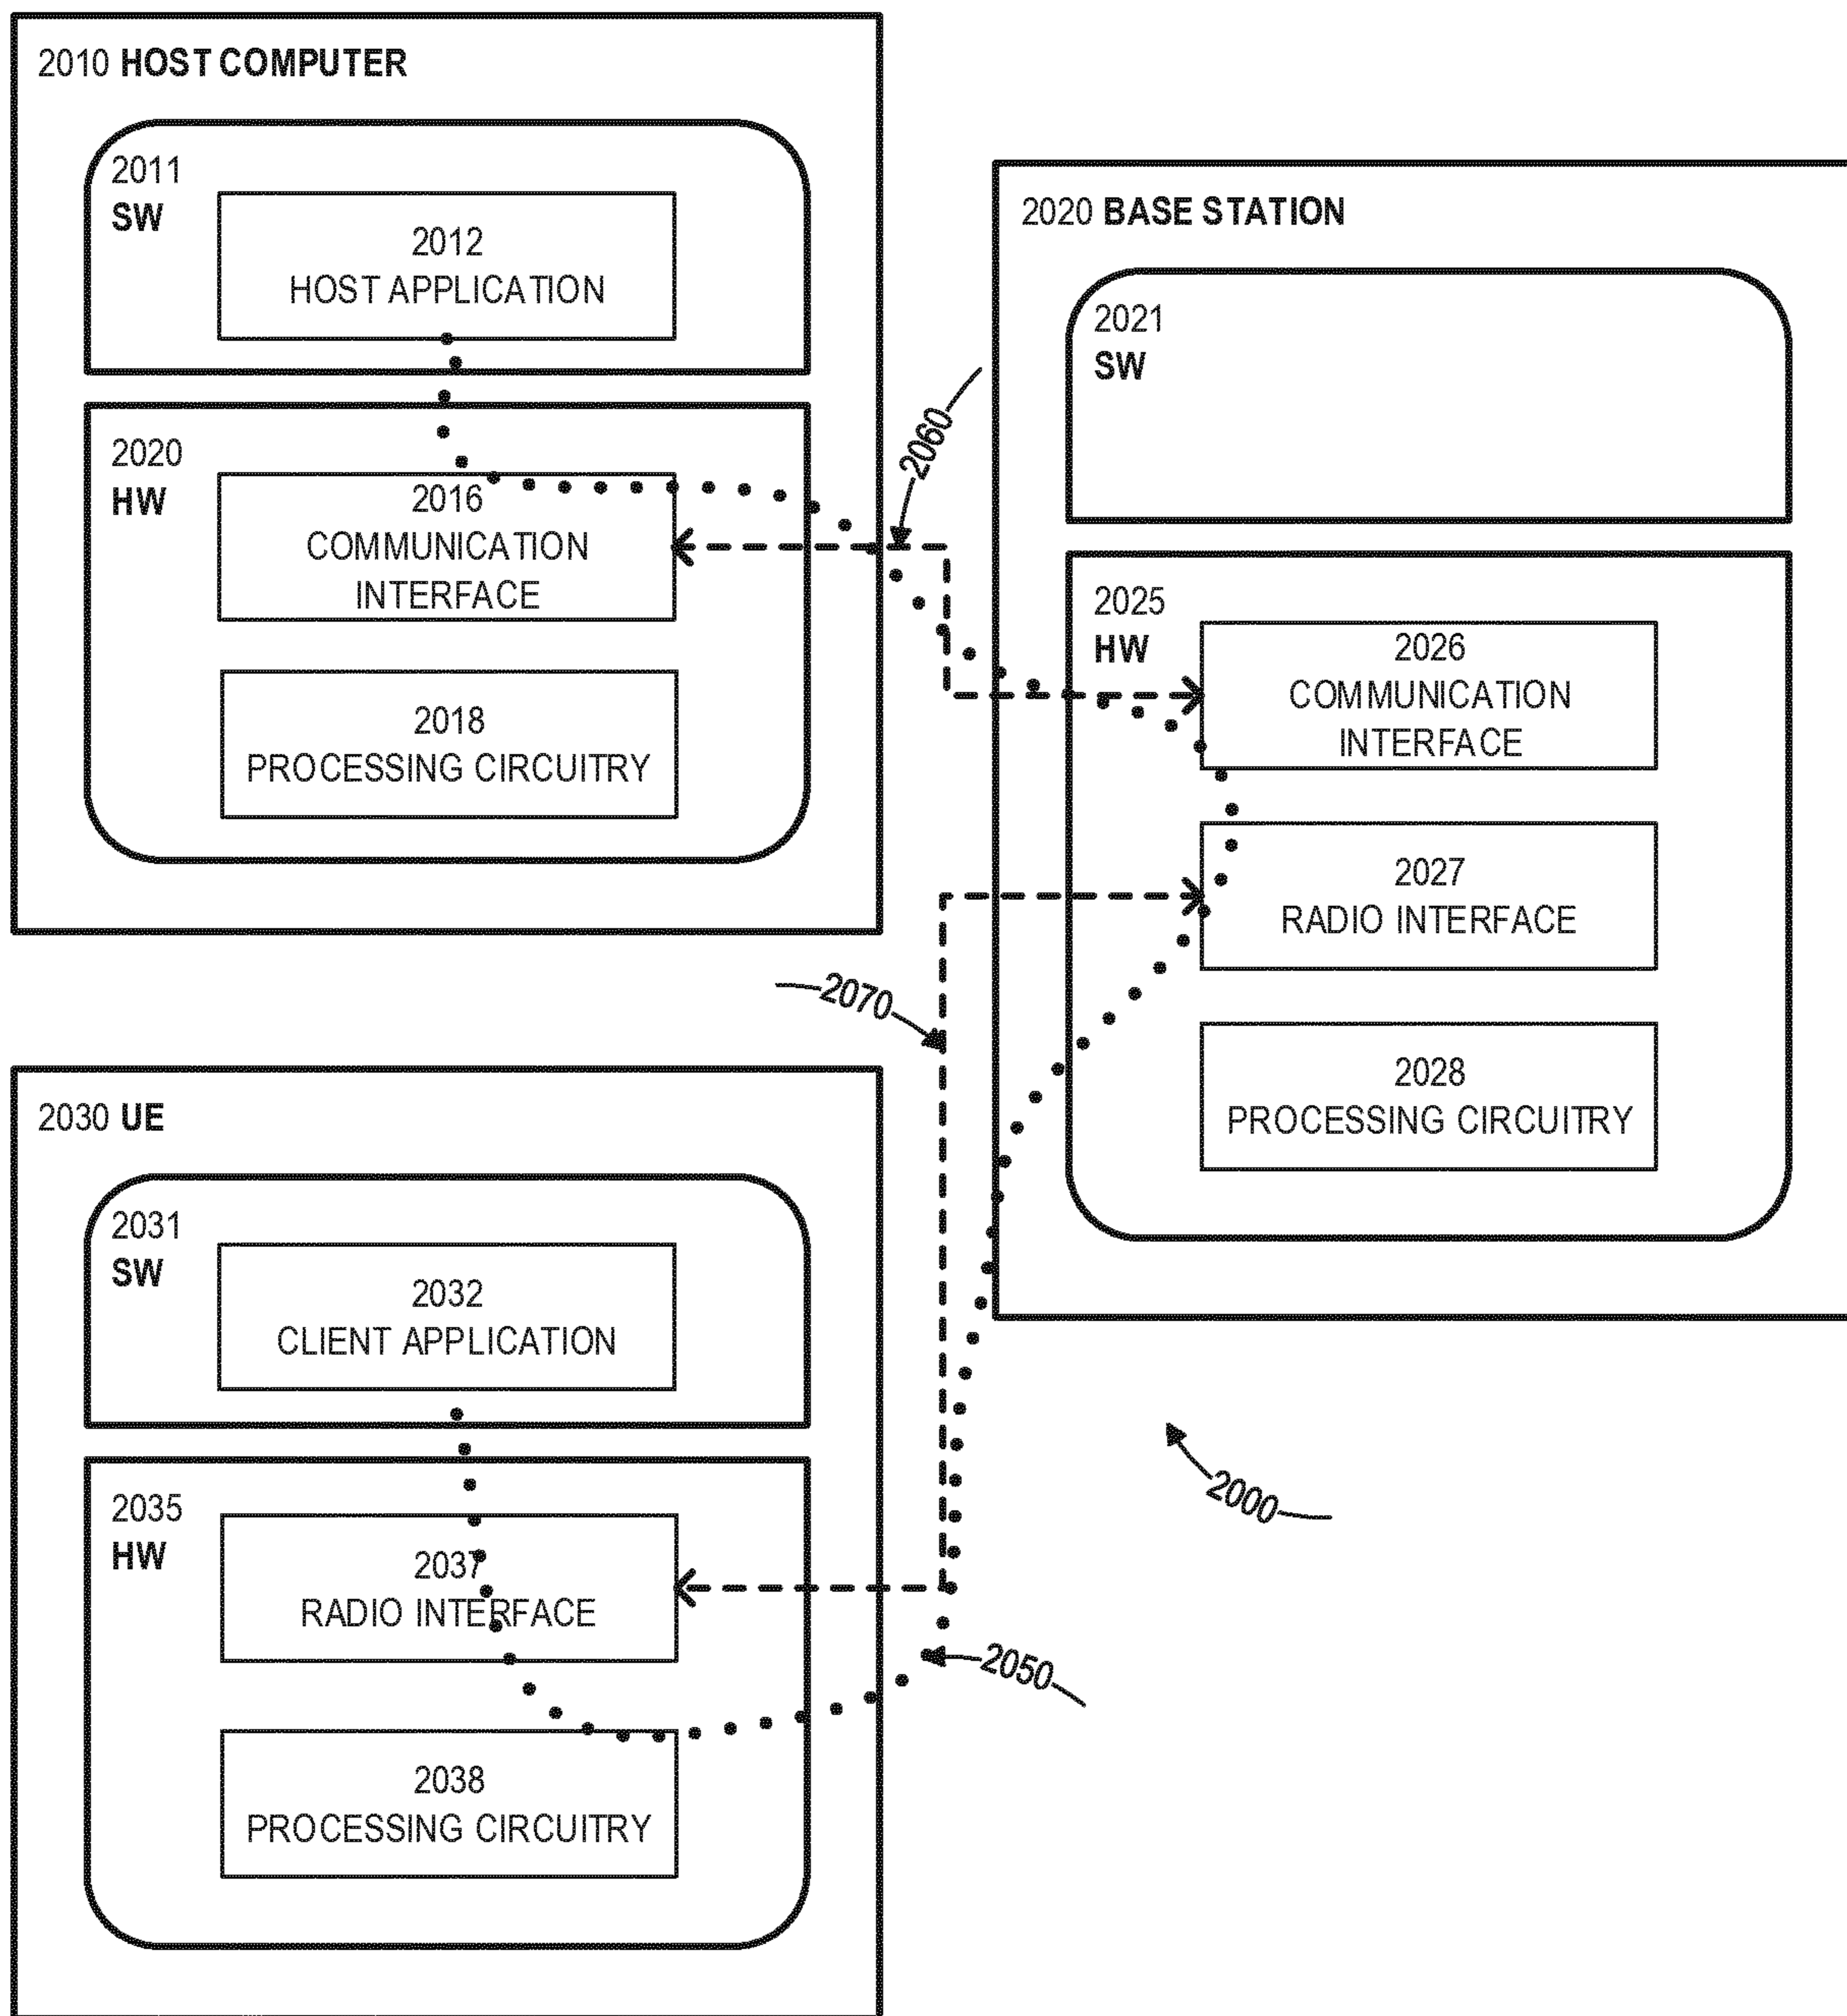 2010 HOST COMPUTER
2011
SW
2012
HOST APPLICATION
2020
HW
2016
COMMUNICATION
INTERFACE
2018
PROCESSING CIRCUITRY
2060
2020 BASE STATION
2021
SW
2025
HW
2026
COMMUNICATION
INTERFACE
2027
RADIO INTERFACE
2028
PROCESSING CIRCUITRY
2070
2030 UE
2031
SW
2032
CLIENT APPLICATION
2035
HW
2037
RADIO INTERFACE
2038
PROCESSING CIRCUITRY
2000
2050